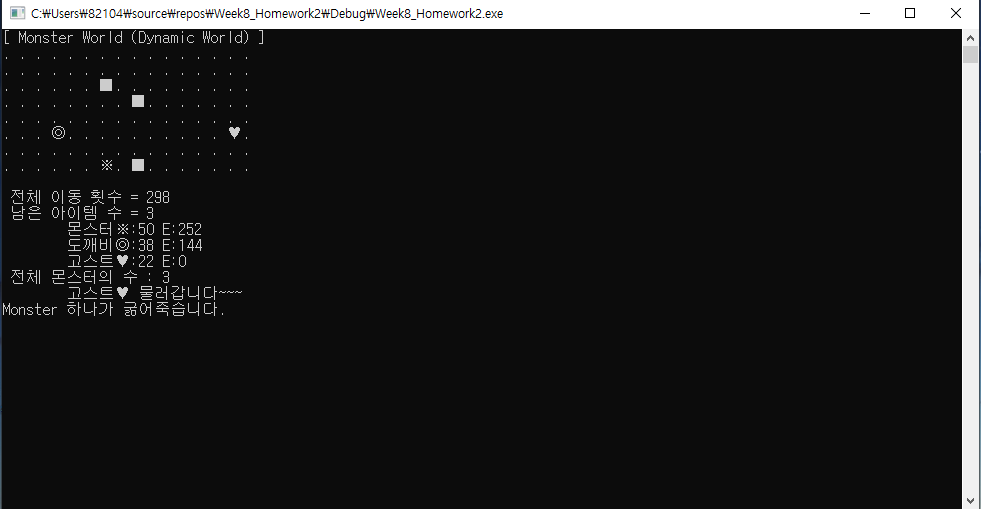 C:₩Users₩82104₩source₩repos₩Week8_Homework2₩Debug₩Week8_Homework2.exe
[ Monster World (Dynamic World) ]
. . . . . . . . . . . . . . . .
. . . . . . . . . . . . . . . .
. . . . . . ■. . . . . . . . .
. . . . . . . . ■. . . . . . .
. . . . . . . . . . . . . . . .
. . . ◎. . . . . . . . . . ♥.
. . . . . . . . . . . . . . . .
. . . . . . ※. ■. . . . . . .
전체 이동 횟수 = 298
남은 아이템 수 = 3
몬스터※:50 E:252
도깨비◎:38 E:144
고스트♥:22 E:0
전체 몬스터의 수 : 3
고스트♥ 물러갑니다~~~
Monster 하나가 굶어죽습니다.